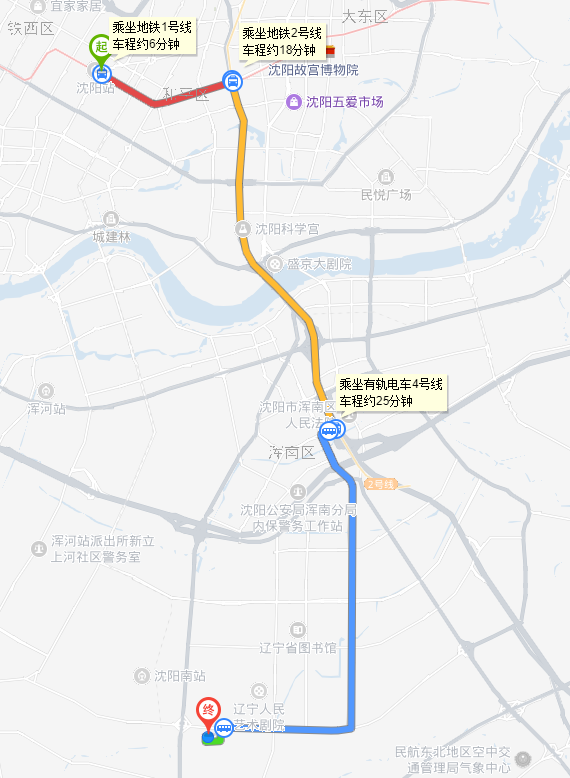 宜家家居
铁西区
大东区
乘坐地铁1号线
车程约6分钟
乘坐地铁2号线
车程约18分钟
起
沈阳站
和平区
沈阳故宫博物院
沈阳五爱市场
民悦广场
沈阳科学宫
城建林
盛京大剧院
乘坐有轨电车4号线
车程约25分钟
浑河站
沈阳市浑南区
人民法院
浑南区
2号线
沈阳公安局浑南分局
内保警务工作站
浑河站派出所新立
上河社区警务室
辽宁省图书馆
沈阳南站
辽宁人民
艺术剧院
终
民航东北地区空中交
通管理局气象中心